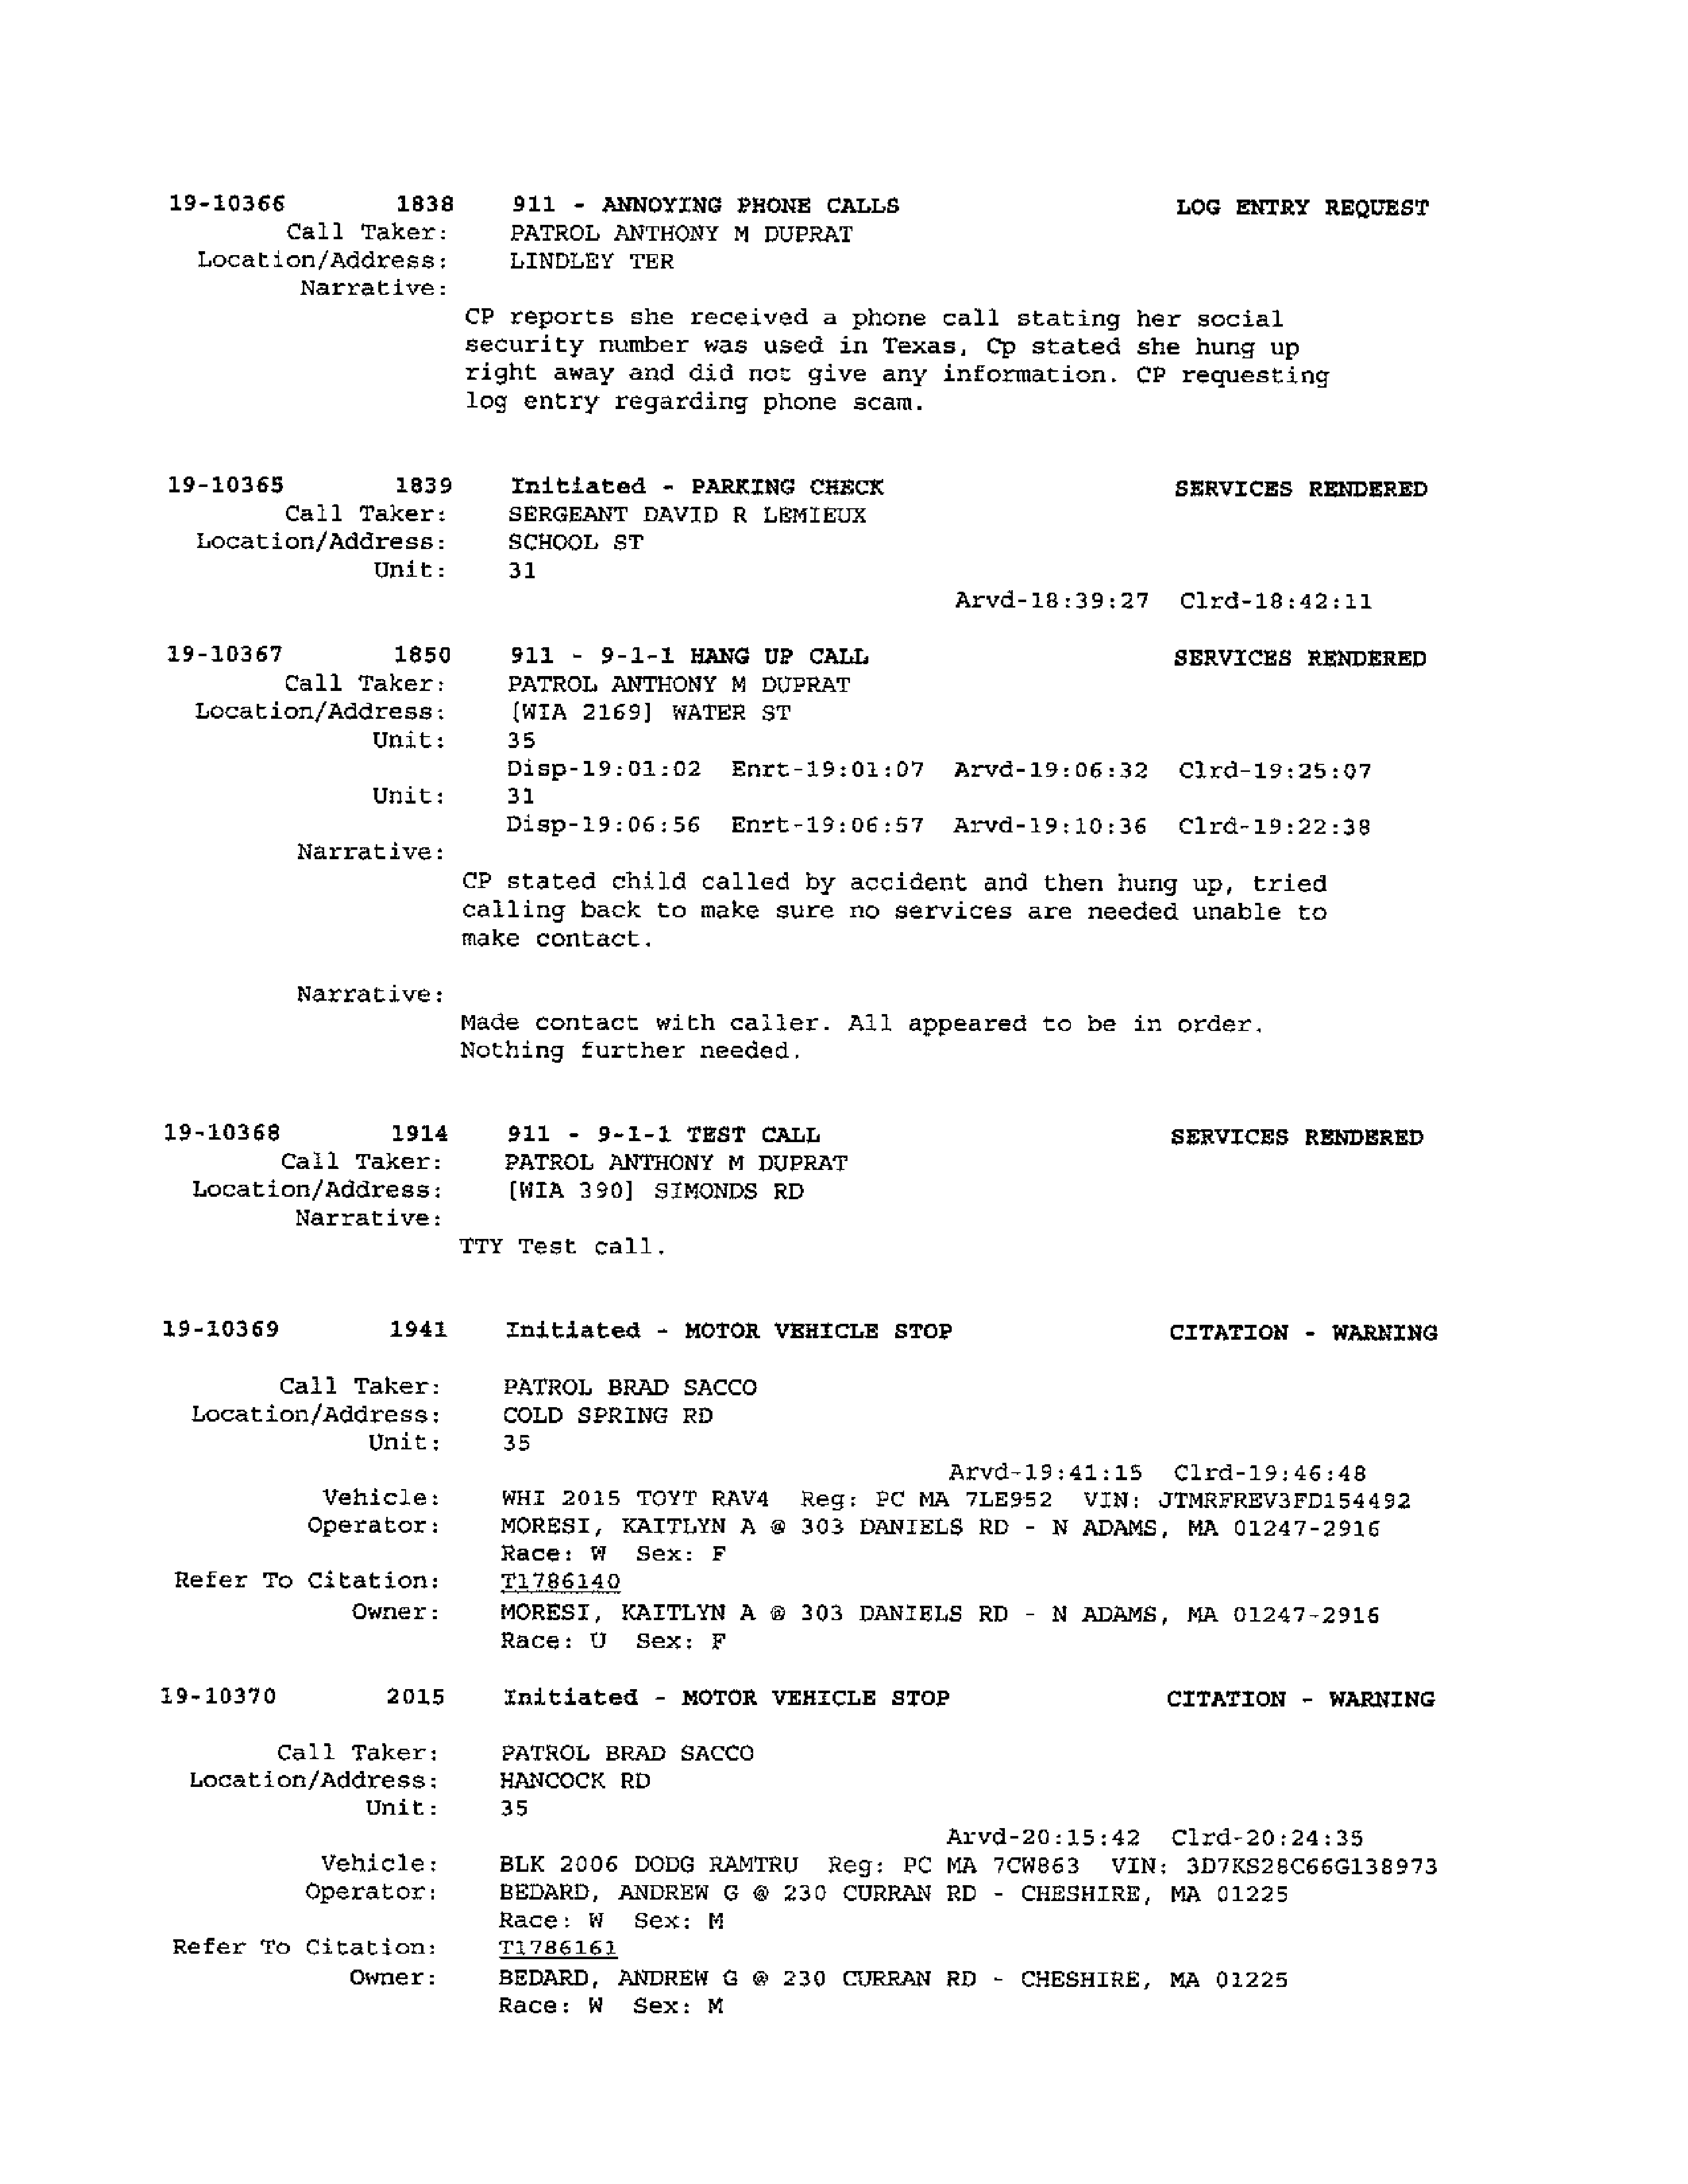 19-10366 1838 911 - ANNOYING PHONE CALLS LOG ENTRY REQUEST
Call Taker: PATROL ANTHONY M DUPRAT
Location/Address: LINDLEY TER
Narrative:
CP reports she received a phone call stating her social
security number was used in Texas, Cp stated she hung up
right away and did not give any information. CP requesting
log entry regarding phone scam.
19-10365 1839 Initiated - PARKING CHECK SERVICES RENDERED
Call Taker: SERGEANT DAVID R LEMIEUX
Location/Address: SCHOOL ST
Unit: 31
Arvd-18:39:27 Clrd-18:42:11
19-10367 1850 911 - 9-1-1 HANG UP CALL SERVICES RENDERED
Call Taker: PATROL ANTHONY M DUPRAT
Location/Address: [WIA 2169] WATER ST
Unit: 35
Disp-19:01:02 Enrt-19:01:07 Arvd-19:06:32 Clrd-19:25:07
Unit: 31
Disp-19:06:56 Enrt-19:06:57 Arvd-19:10:36 Clrd-19:22:38
Narrative:
CP stated child called by accident and then hung up, tried
calling back to make sure no services are needed unable to
make contact.
Narrative:
Made contact with caller. All appeared to be in order.
Nothing further needed.
19-10368 1914 911 - 9-1-1 TEST CALL SERVICES RENDERED
Call Taker: PATROL ANTHONY M DUPRAT
Location/Address: [WIA 390] SIMONDS RD
Narrative:
TTY Test call.
19-10369 1941 Initiated - MOTOR VEHICLE STOP CITATION - WARNING
Call Taker: PATROL BRAD SACCO
Location/Address: COLD SPRING RD
Unit: 35
Arvd-19:41:15 Clrd-19:46:48
Vehicle: WHI 2015 TOYT RAV4 Reg: PC MA 7LE952 VIN: JTMRFREV3FD154492
Operator: MORESI, KAITLYN A @ 303 DANIELS RD - N ADAMS, MA 01247-2916
Race: W Sex: F
Refer To Citation: T1786140
Owner: MORESI, KAITLYN A @ 303 DANIELS RD - N ADAMS, MA 01247-2916
Race: U Sex: F
19-10370 2015 Initiated - MOTOR VEHICLE STOP CITATION - WARNING
Call Taker: PATROL BRAD SACCO
Location/Address: HANCOCK RD
Unit: 35
Arvd-20:15:42 Clrd-20:24:35
Vehicle: BLK 2006 DODG RAMTRU Reg: PC MA 7CW863 VIN: 3D7KS28C66G138973
Operator: BEDARD, ANDREW G @ 230 CURRAN RD - CHESHIRE, MA 01225
Race: W Sex: M
Refer To Citation: T1786161
Owner: BEDARD, ANDREW G @ 230 CURRAN RD - CHESHIRE, MA 01225
Race: W Sex: M